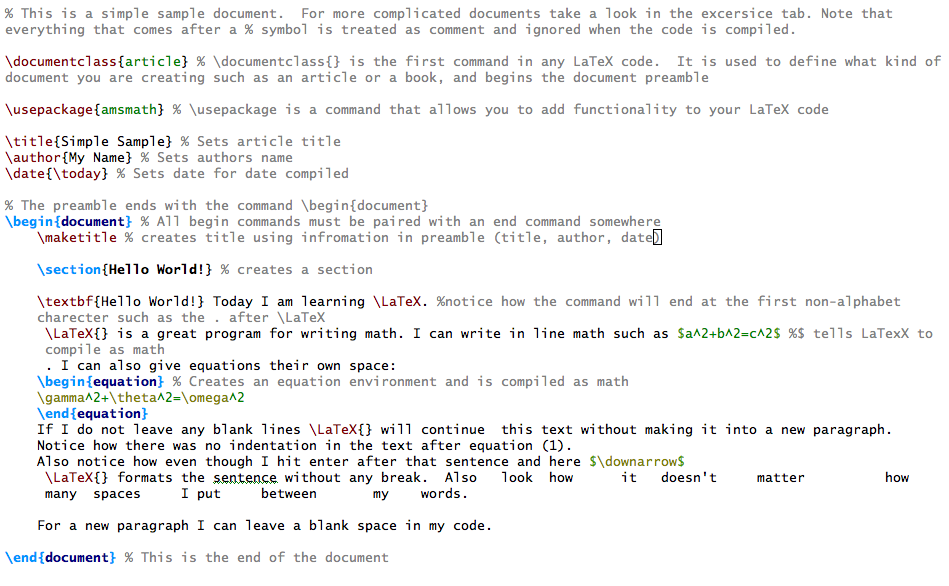 % This is a simple sample document.  For more complicated documents take a look in the excersice tab. Note that
everything that comes after a % symbol is treated as comment and ignored when the code is compiled.
\documentclass{article} % \documentclass{} is the first command in any LaTeX code.  It is used to define what kind of
document you are creating such as an article or a book, and begins the document preamble
\usepackage{amsmath} % \usepackage is a command that allows you to add functionality to your LaTeX code
\title{Simple Sample} % Sets article title
\author{My Name} % Sets authors name
\date{\today} % Sets date for date compiled
% The preamble ends with the command \begin{document}
\begin{document} % All begin commands must be paired with an end command somewhere
    \maketitle % creates title using infromation in preamble (title, author, date)
    \section{Hello World!} % creates a section
    \textbf{Hello World!} Today I am learning \LaTeX. %notice how the command will end at the first non-alphabet
    charecter such as the . after \LaTeX
     \LaTeX{} is a great program for writing math. I can write in line math such as $a^2+b^2=c^2$ %$ tells LaTexX to
     compile as math
     . I can also give equations their own space:
    \begin{equation} % Creates an equation environment and is compiled as math
    \gamma^2+\theta^2=\omega^2
    \end{equation}
    If I do not leave any blank lines \LaTeX{} will continue  this text without making it into a new paragraph.
    Notice how there was no indentation in the text after equation (1).
    Also notice how even though I hit enter after that sentence and here $\downarrow$
     \LaTeX{} formats the sentence without any break.  Also   look  how      it   doesn't     matter          how
     many  spaces     I put     between       my    words.
    For a new paragraph I can leave a blank space in my code.
\end{document} % This is the end of the document